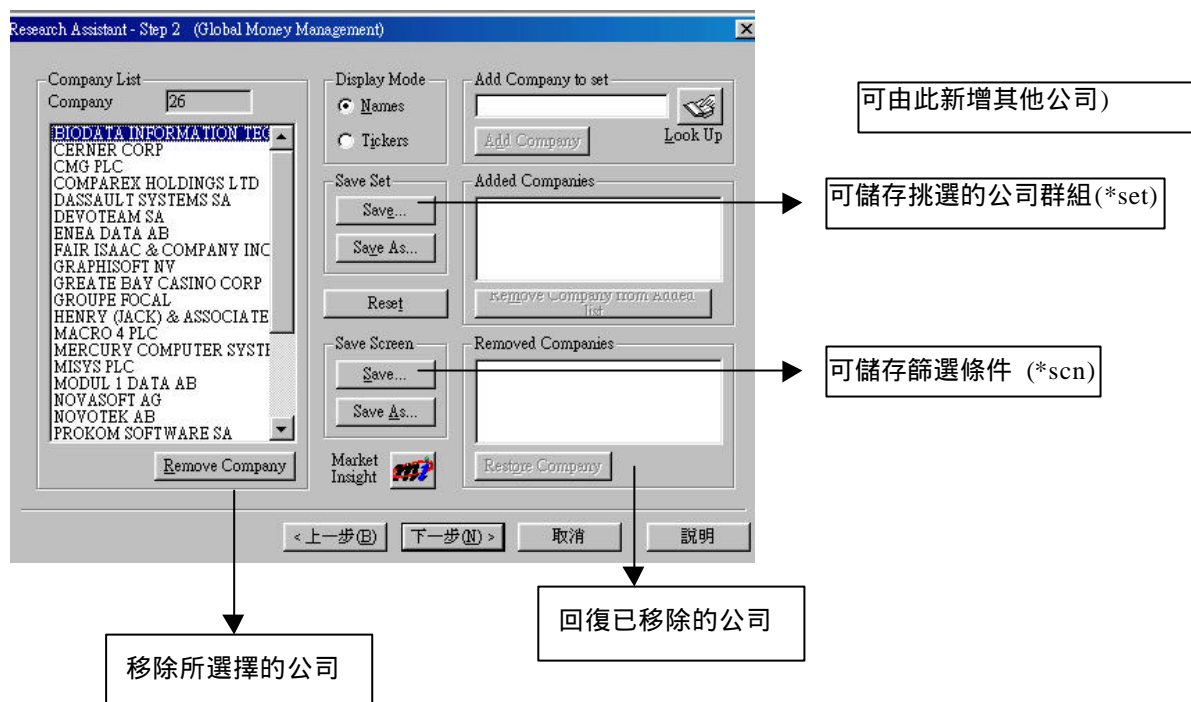 Research Assistant - Step 2 (Global Money Management)
Company List
Company 26
BIODATA INFORMATION TEC
CERNER CORP
CMG PLC
COMPAREX HOLDINGS LTD
DASSAULT SYSTEMS SA
DEVOTEAM SA
ENEA DATA AB
FAIR ISAAC & COMPANY INC
GRAPHISOFT NV
GREATE BAY CASINO CORP
GROUPE FOCAL
HENRY (JACK) & ASSOCIATE
MACRO 4 PLC
MERCURY COMPUTER SYSTE
MISYS PLC
MODUL 1 DATA AB
NOVASOFT AG
NOVOTEK AB
PROKOM SOFTWARE SA
Remove Company
Display Mode
Names
Tickers
Save Set
Save...
Save As...
Reset
Save Screen
Save...
Save As...
Market
Insight
mi
Add Company to set
Add Company
Look Up
Added Companies
Remove Company from Added
list
Removed Companies
Restore Company
<上一步(B)
下一步(N) >
取消
說明
可由此新增其他公司)
可儲存挑選的公司群組(*set)
可儲存篩選條件 (*scn)
回復已移除的公司
移除所選擇的公司